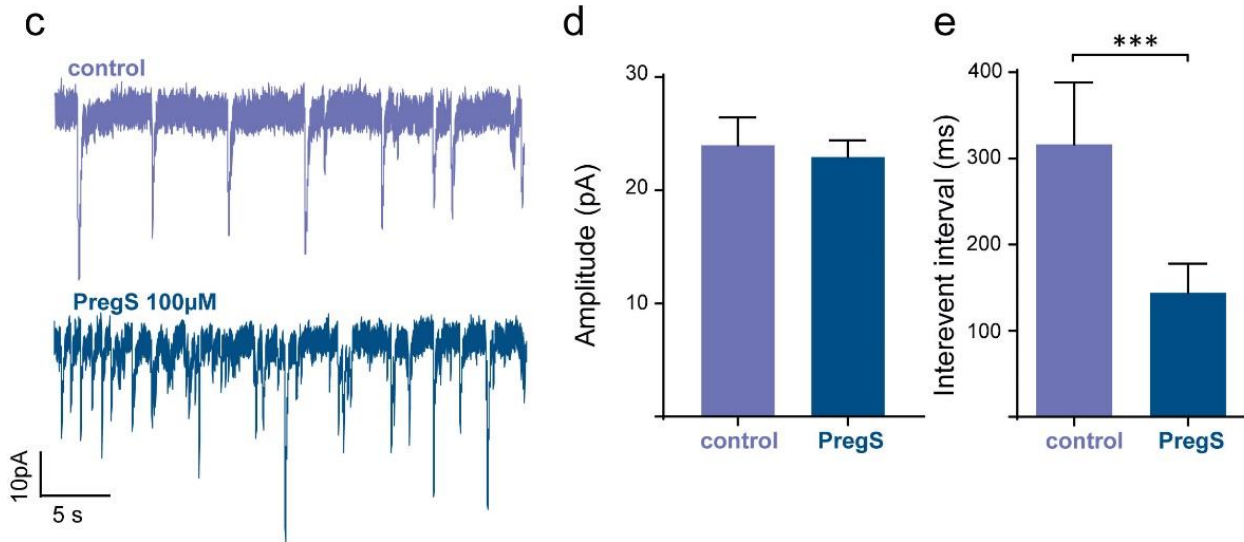 c
control
PregS 100µM
10pA
5 s
d
Amplitude (pA)
30
20
10
control
PregS
e
***
Interevent interval (ms)
400
300
200
100
control
PregS